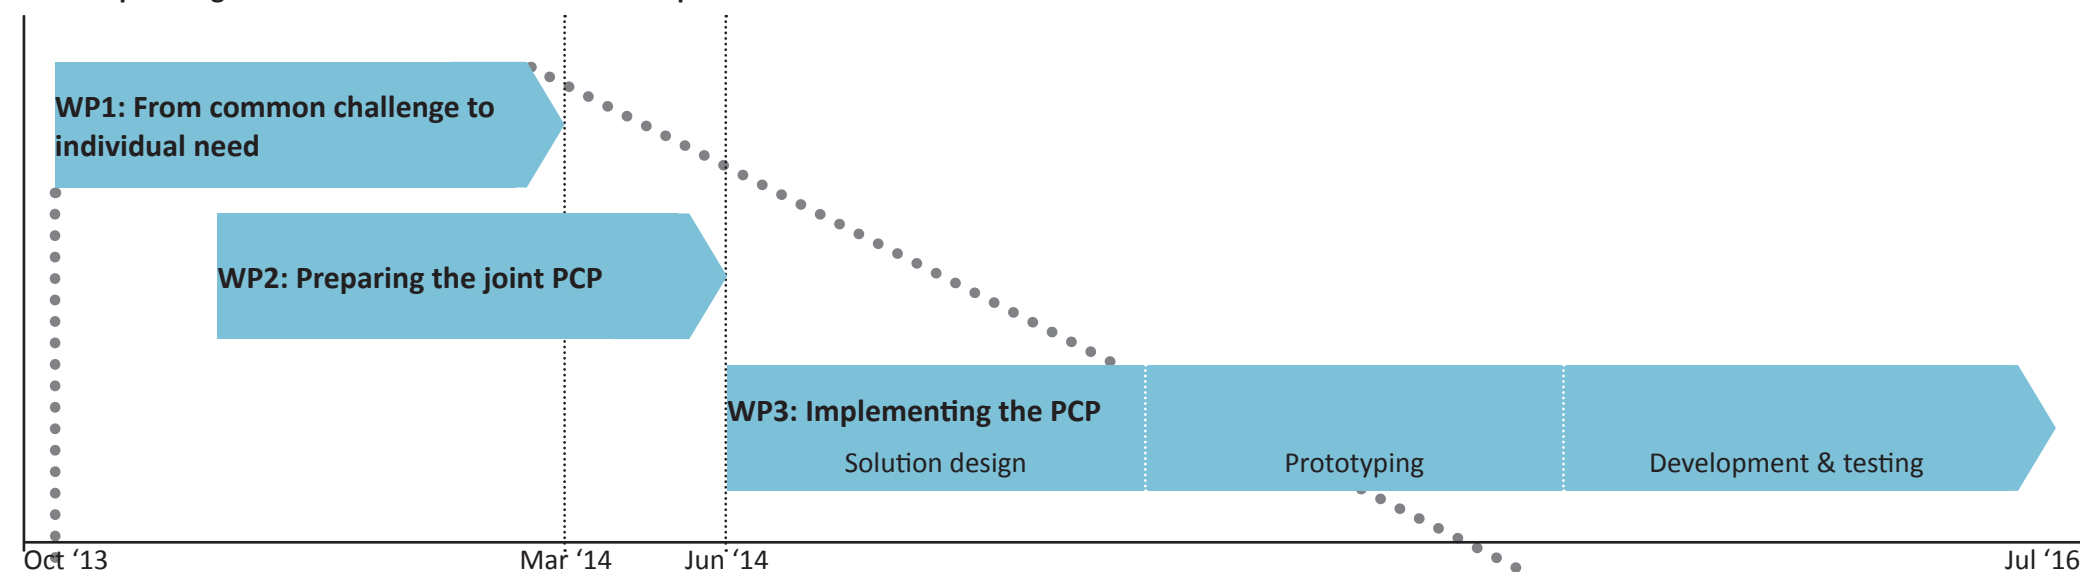 WP1: From common challenge to
individual need
WP2: Preparing the joint PCP
WP3: Implementing the PCP
Solution design
Prototyping
Development & testing
Oct ‘13
Mar ‘14
Jun ‘14
Jul ‘16